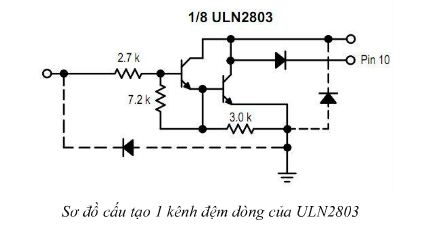 1/8 ULN2803
2.7 k
Pin 10
7.2 k
3.0 k
Sơ đồ cấu tạo 1 kênh đệm dòng của ULN2803